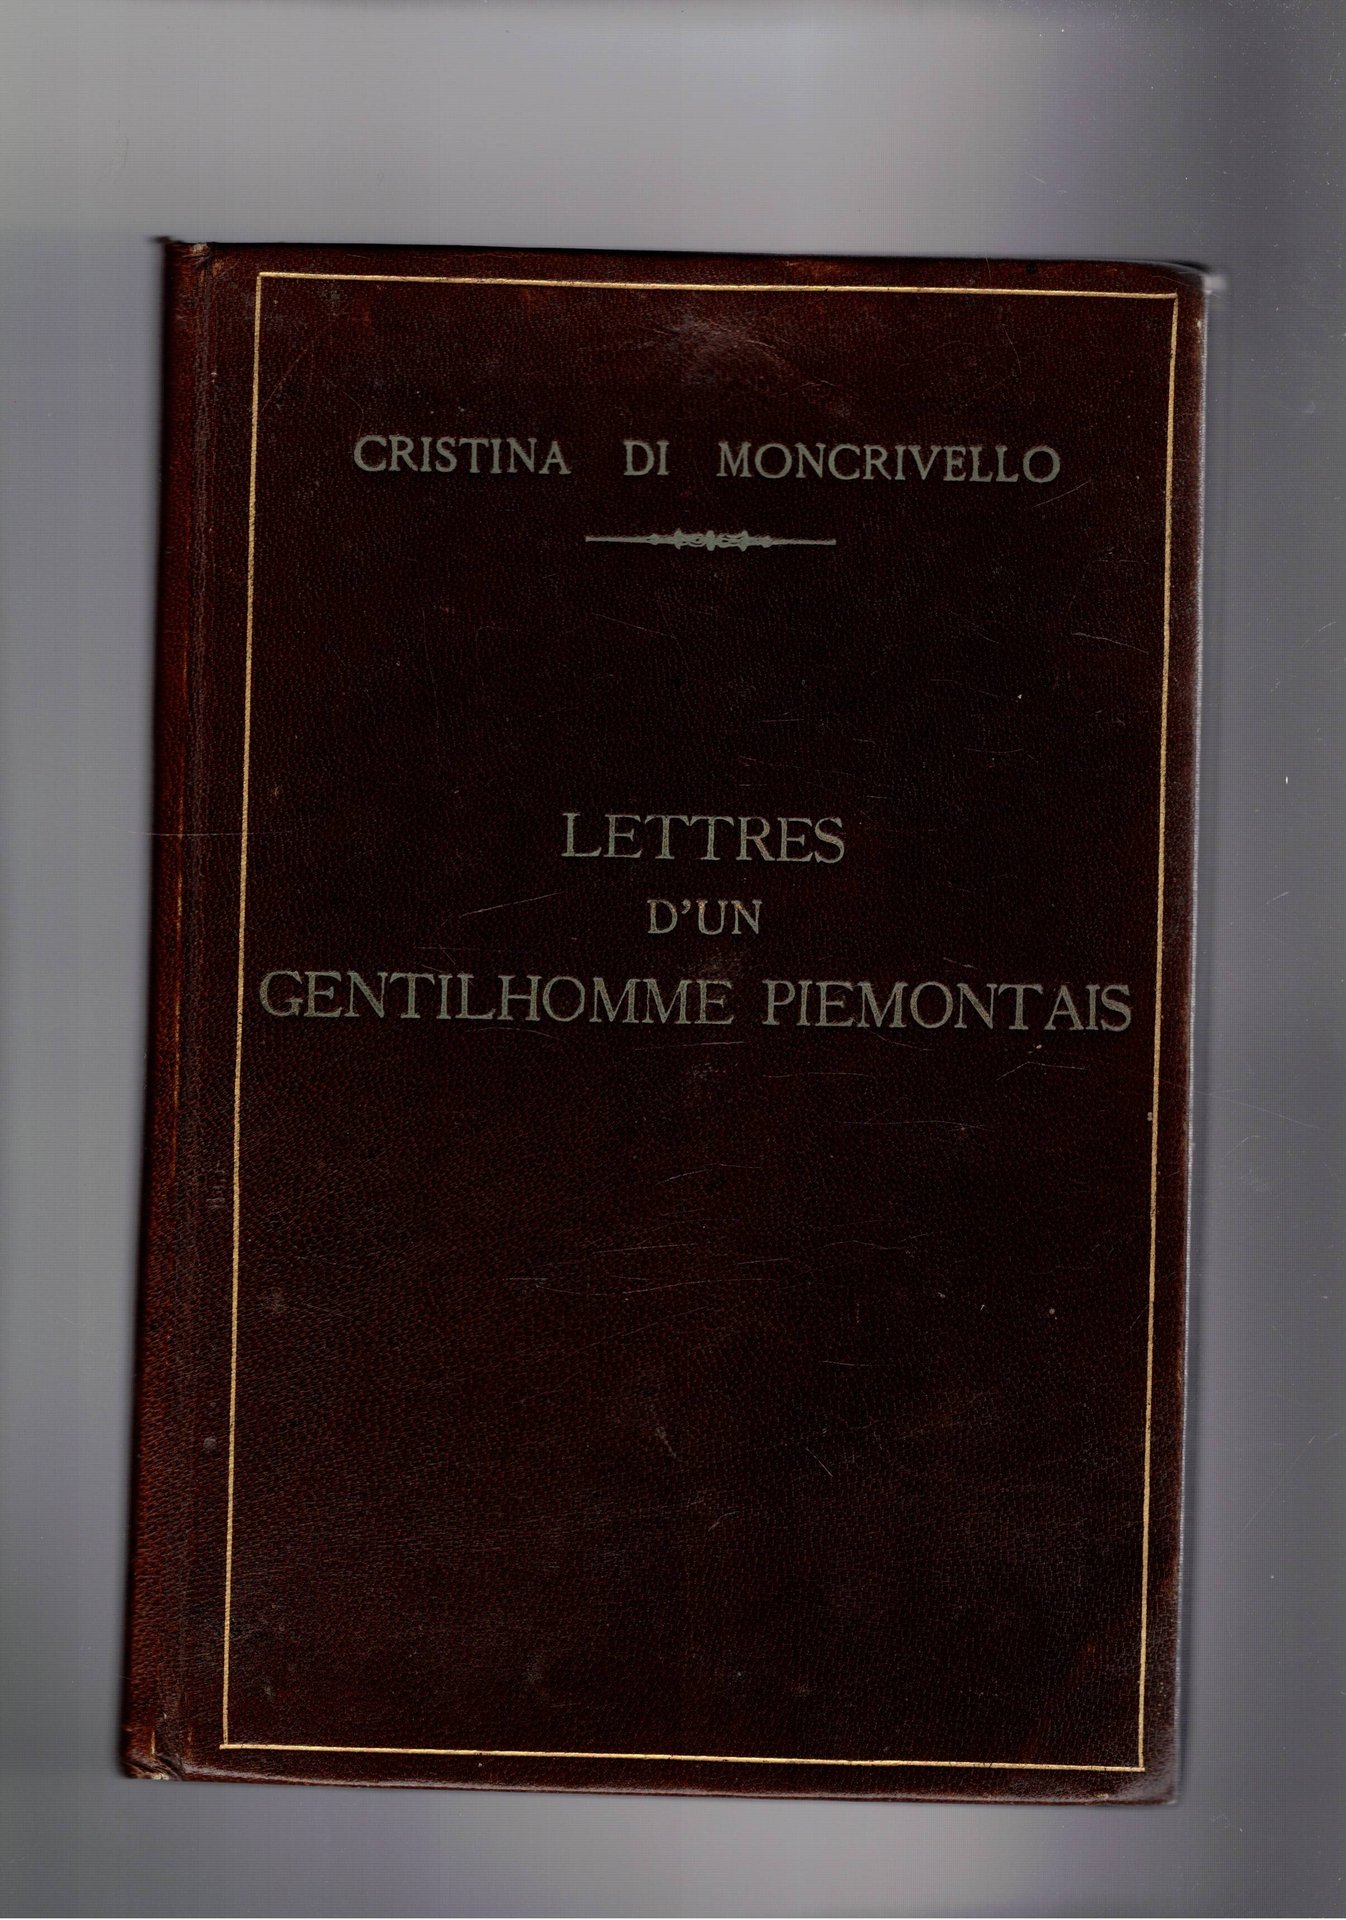 CRISTINA DI MONCRIVELLO
LETTRES
D'UN
GENTILHOMME PIEMONTAIS